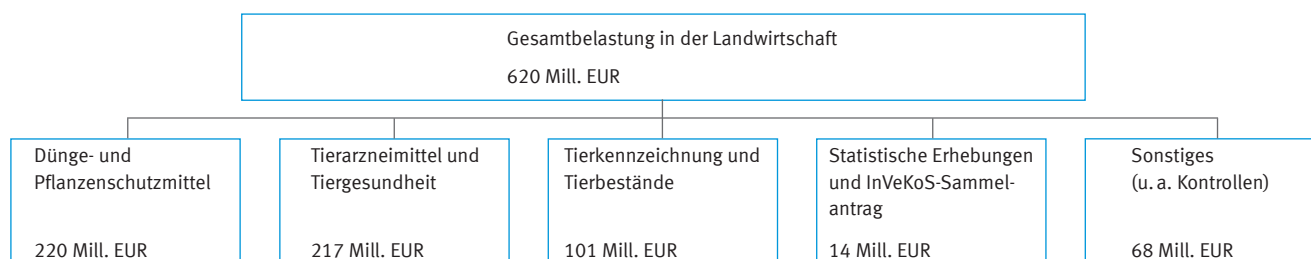 Gesamtbelastung in der Landwirtschaft
620 Mill. EUR
Dünge- und
Pflanzenschutzmittel
220 Mill. EUR
Tierarzneimittel und
Tiergesundheit
217 Mill. EUR
Tierkennzeichnung und
Tierbestände
101 Mill. EUR
Statistische Erhebungen
und InVeKoS-Sammel-
antrag
14 Mill. EUR
Sonstiges
(u. a. Kontrollen)
68 Mill. EUR